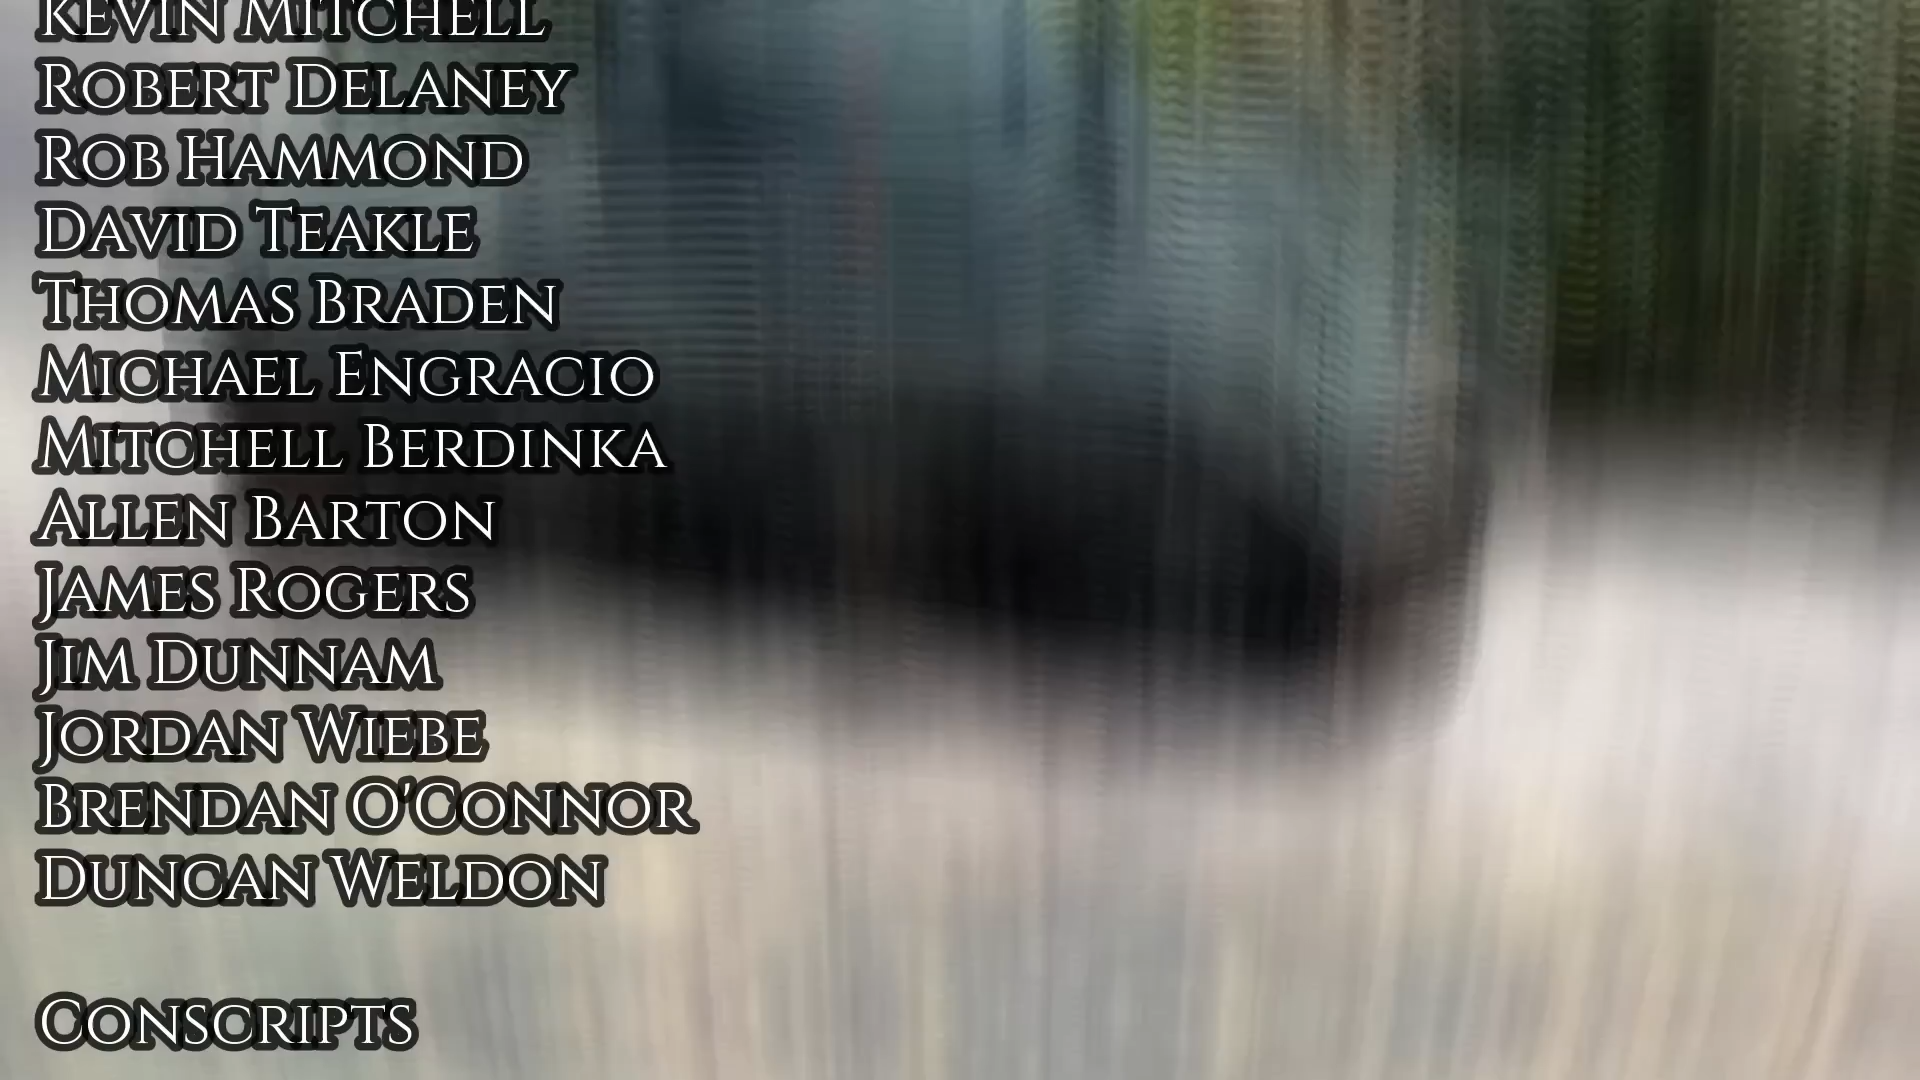 Kevin Mitchell
Robert Delaney
Rob Hammond
David Teakle
Thomas Braden
Michael Engracio
Mitchell Berdinka
Allen Barton
James Rogers
Jim Dunnam
Jordan Wiebe
Brendan O'Connor
Duncan Weldon
Conscripts